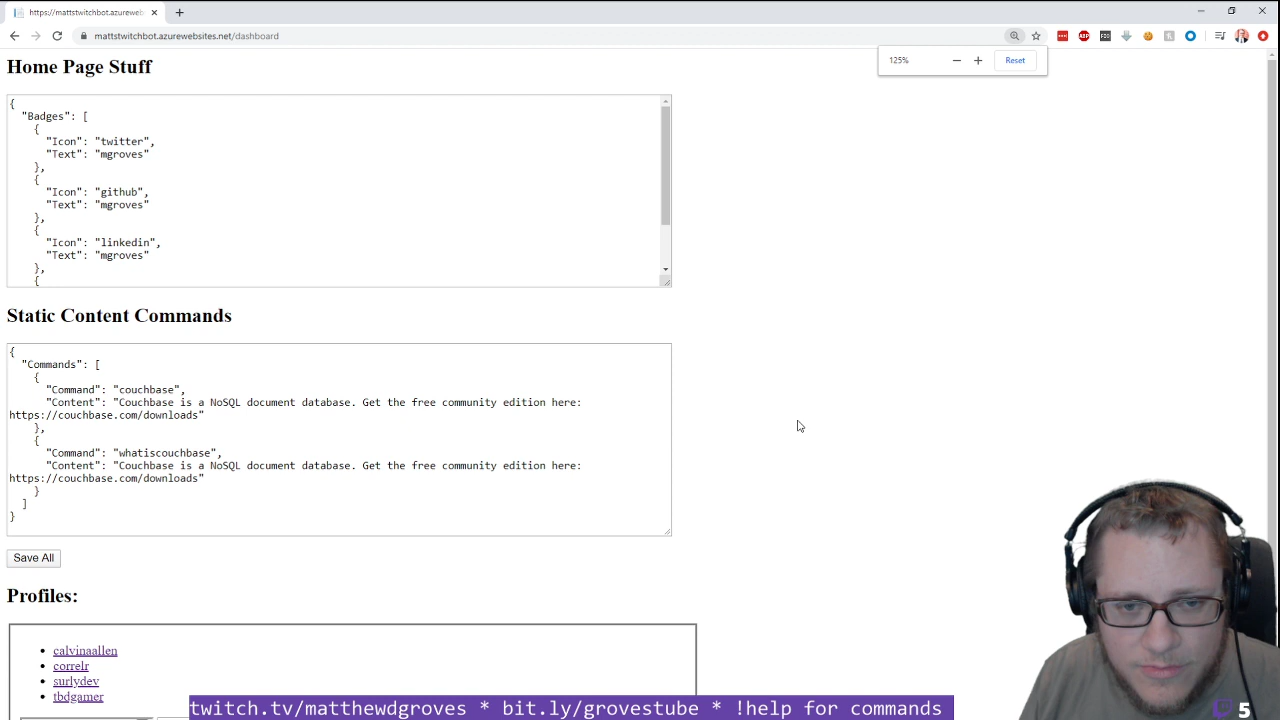 https://mattstwitchbot.azureweb
mattstwitchbot.azurewebsites.net/dashboard
125%
Reset
Home Page Stuff
{
"Badges": [
{
"Icon": "twitter",
"Text": "mgroves"
},
{
"Icon": "github",
"Text": "mgroves"
},
{
"Icon": "linkedin",
"Text": "mgroves"
},
{
Static Content Commands
{
"Commands": [
{
"Command": "couchbase",
"Content": "Couchbase is a NoSQL document database. Get the free community edition here:
https://couchbase.com/downloads"
},
{
"Command": "whatiscouchbase",
"Content": "Couchbase is a NoSQL document database. Get the free community edition here:
https://couchbase.com/downloads"
}
]
}
Save All
Profiles:
calvinaallen
correlr
surlydev
tbdgamer
twitch.tv/matthewdgroves * bit.ly/grovestube * !help for commands
5